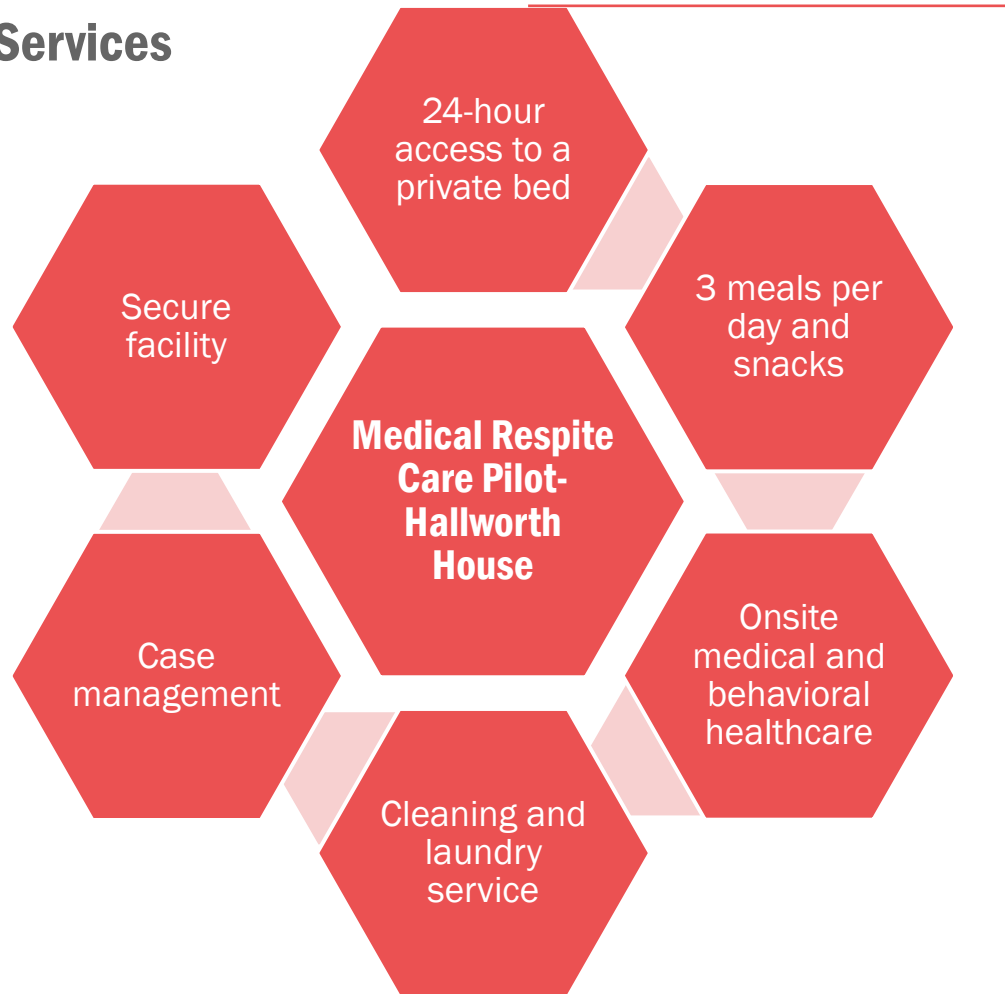 Services
24-hour
access to a
private bed
3 meals per
day and
snacks
Onsite
medical and
behavioral
healthcare
Cleaning and
laundry
service
Case
management
Secure
facility
Medical Respite
Care Pilot-
Hallworth
House